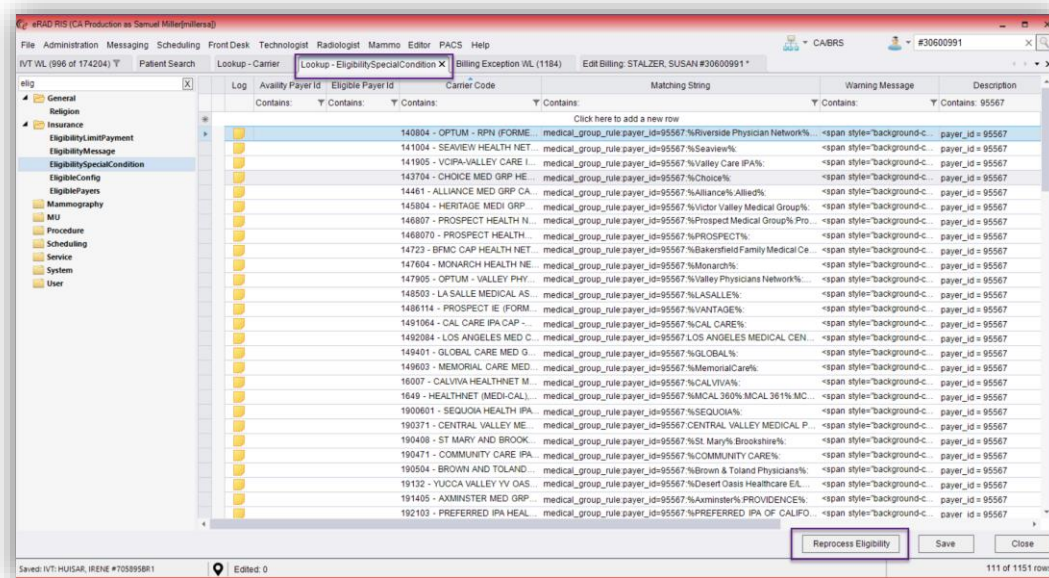 eRAD RIS (CA Production as Samuel Miller[millersa])
File Administration Messaging Scheduling Front Desk Technologist Radiologist Mammo Editor PACS Help CA/BRS #30600991
IVT WL (996 of 174204) Patient Search Lookup - Carrier Lookup - EligibilitySpecialCondition Billing Exception WL (1184) Edit Billing: STALZER, SUSAN #30600991 *
elig
General
Religion
Insurance
EligibilityLimitPayment
EligibilityMessage
EligibilitySpecialCondition
EligibleConfig
EligiblePayers
Mammography
MU
Procedure
Scheduling
Service
System
User
Log Availity Payer Id Eligible Payer Id Carrier Code Matching String Warning Message Description
Contains: Contains: Contains: Contains: Contains: Contains: 95567
Click here to add a new row
140804 - OPTUM - RPN (FORME... medical_group_rule:payer_id=95567:%Riverside Physician Network%... <span style="background-c... payer_id = 95567
141004 - SEAVIEW HEALTH NET... medical_group_rule:payer_id=95567:%Seaview%: <span style="background-c... payer_id = 95567
141905 - VCIPA-VALLEY CARE I... medical_group_rule:payer_id=95567:%Valley Care IPA%: <span style="background-c... payer_id = 95567
143704 - CHOICE MED GRP HE... medical_group_rule:payer_id=95567:%Choice%: <span style="background-c... payer_id = 95567
14461 - ALLIANCE MED GRP CA... medical_group_rule:payer_id=95567:%Alliance%:Allied%: <span style="background-c... payer_id = 95567
145804 - HERITAGE MEDI GRP... medical_group_rule:payer_id=95567:%Victor Valley Medical Group%: <span style="background-c... payer_id = 95567
146807 - PROSPECT HEALTH N... medical_group_rule:payer_id=95567:%Prospect Medical Group%:Pro... <span style="background-c... payer_id = 95567
1468070 - PROSPECT HEALTH... medical_group_rule:payer_id=95567:%PROSPECT%: <span style="background-c... payer_id = 95567
14723 - BFMC CAP HEALTH NET... medical_group_rule:payer_id=95567:%Bakersfield Family Medical Ce... <span style="background-c... payer_id = 95567
147604 - MONARCH HEALTH NE... medical_group_rule:payer_id=95567:%Monarch%: <span style="background-c... payer_id = 95567
147905 - OPTUM - VALLEY PHY... medical_group_rule:payer_id=95567:%Valley Physicians Network%: <span style="background-c... payer_id = 95567
148503 - LA SALLE MEDICAL AS... medical_group_rule:payer_id=95567:%LASALLE%: <span style="background-c... payer_id = 95567
1486114 - PROSPECT IE (FORM... medical_group_rule:payer_id=95567:%VANTAGE%: <span style="background-c... payer_id = 95567
1491064 - CAL CARE IPA CAP -... medical_group_rule:payer_id=95567:%CAL CARE%: <span style="background-c... payer_id = 95567
1492084 - LOS ANGELES MED C... medical_group_rule:payer_id=95567:LOS ANGELES MEDICAL CEN... <span style="background-c... payer_id = 95567
149401 - GLOBAL CARE MED G... medical_group_rule:payer_id=95567:%GLOBAL%: <span style="background-c... payer_id = 95567
149603 - MEMORIAL CARE MED... medical_group_rule:payer_id=95567:%MemorialCare%: <span style="background-c... payer_id = 95567
16007 - CALVIVA HEALTHNET M... medical_group_rule:payer_id=95567:%CALVIVA%: <span style="background-c... payer_id = 95567
1649 - HEALTHNET (MEDI-CAL),... medical_group_rule:payer_id=95567:%MCAL 360%:MCAL 361%:MC... <span style="background-c... payer_id = 95567
1900601 - SEQUOIA HEALTH IPA... medical_group_rule:payer_id=95567:%SEQUOIA%: <span style="background-c... payer_id = 95567
190371 - CENTRAL VALLEY ME... medical_group_rule:payer_id=95567:CENTRAL VALLEY MEDICAL P... <span style="background-c... payer_id = 95567
190408 - ST MARY AND BROOK... medical_group_rule:payer_id=95567:%St. Mary%:Brookshire%: <span style="background-c... payer_id = 95567
190471 - COMMUNITY CARE IPA... medical_group_rule:payer_id=95567:%COMMUNITY CARE%: <span style="background-c... payer_id = 95567
190504 - BROWN AND TOLAND... medical_group_rule:payer_id=95567:%Brown & Toland Physicians%: <span style="background-c... payer_id = 95567
19132 - YUCCA VALLEY YV OAS... medical_group_rule:payer_id=95567:%Desert Oasis Healthcare E/L... <span style="background-c... payer_id = 95567
191405 - AXMINSTER MED GRP... medical_group_rule:payer_id=95567:%Axminster%:PROVIDENCE%: <span style="background-c... payer_id = 95567
192103 - PREFERRED IPA HEAL... medical_group_rule:payer_id=95567:%PREFERRED IPA OF CALIFO... <span style="background-c... payer_id = 95567
Reprocess Eligibility Save Close
Saved: IVT: HUISAR, IRENE #705895BR1 Edited: 0 111 of 1151 rows